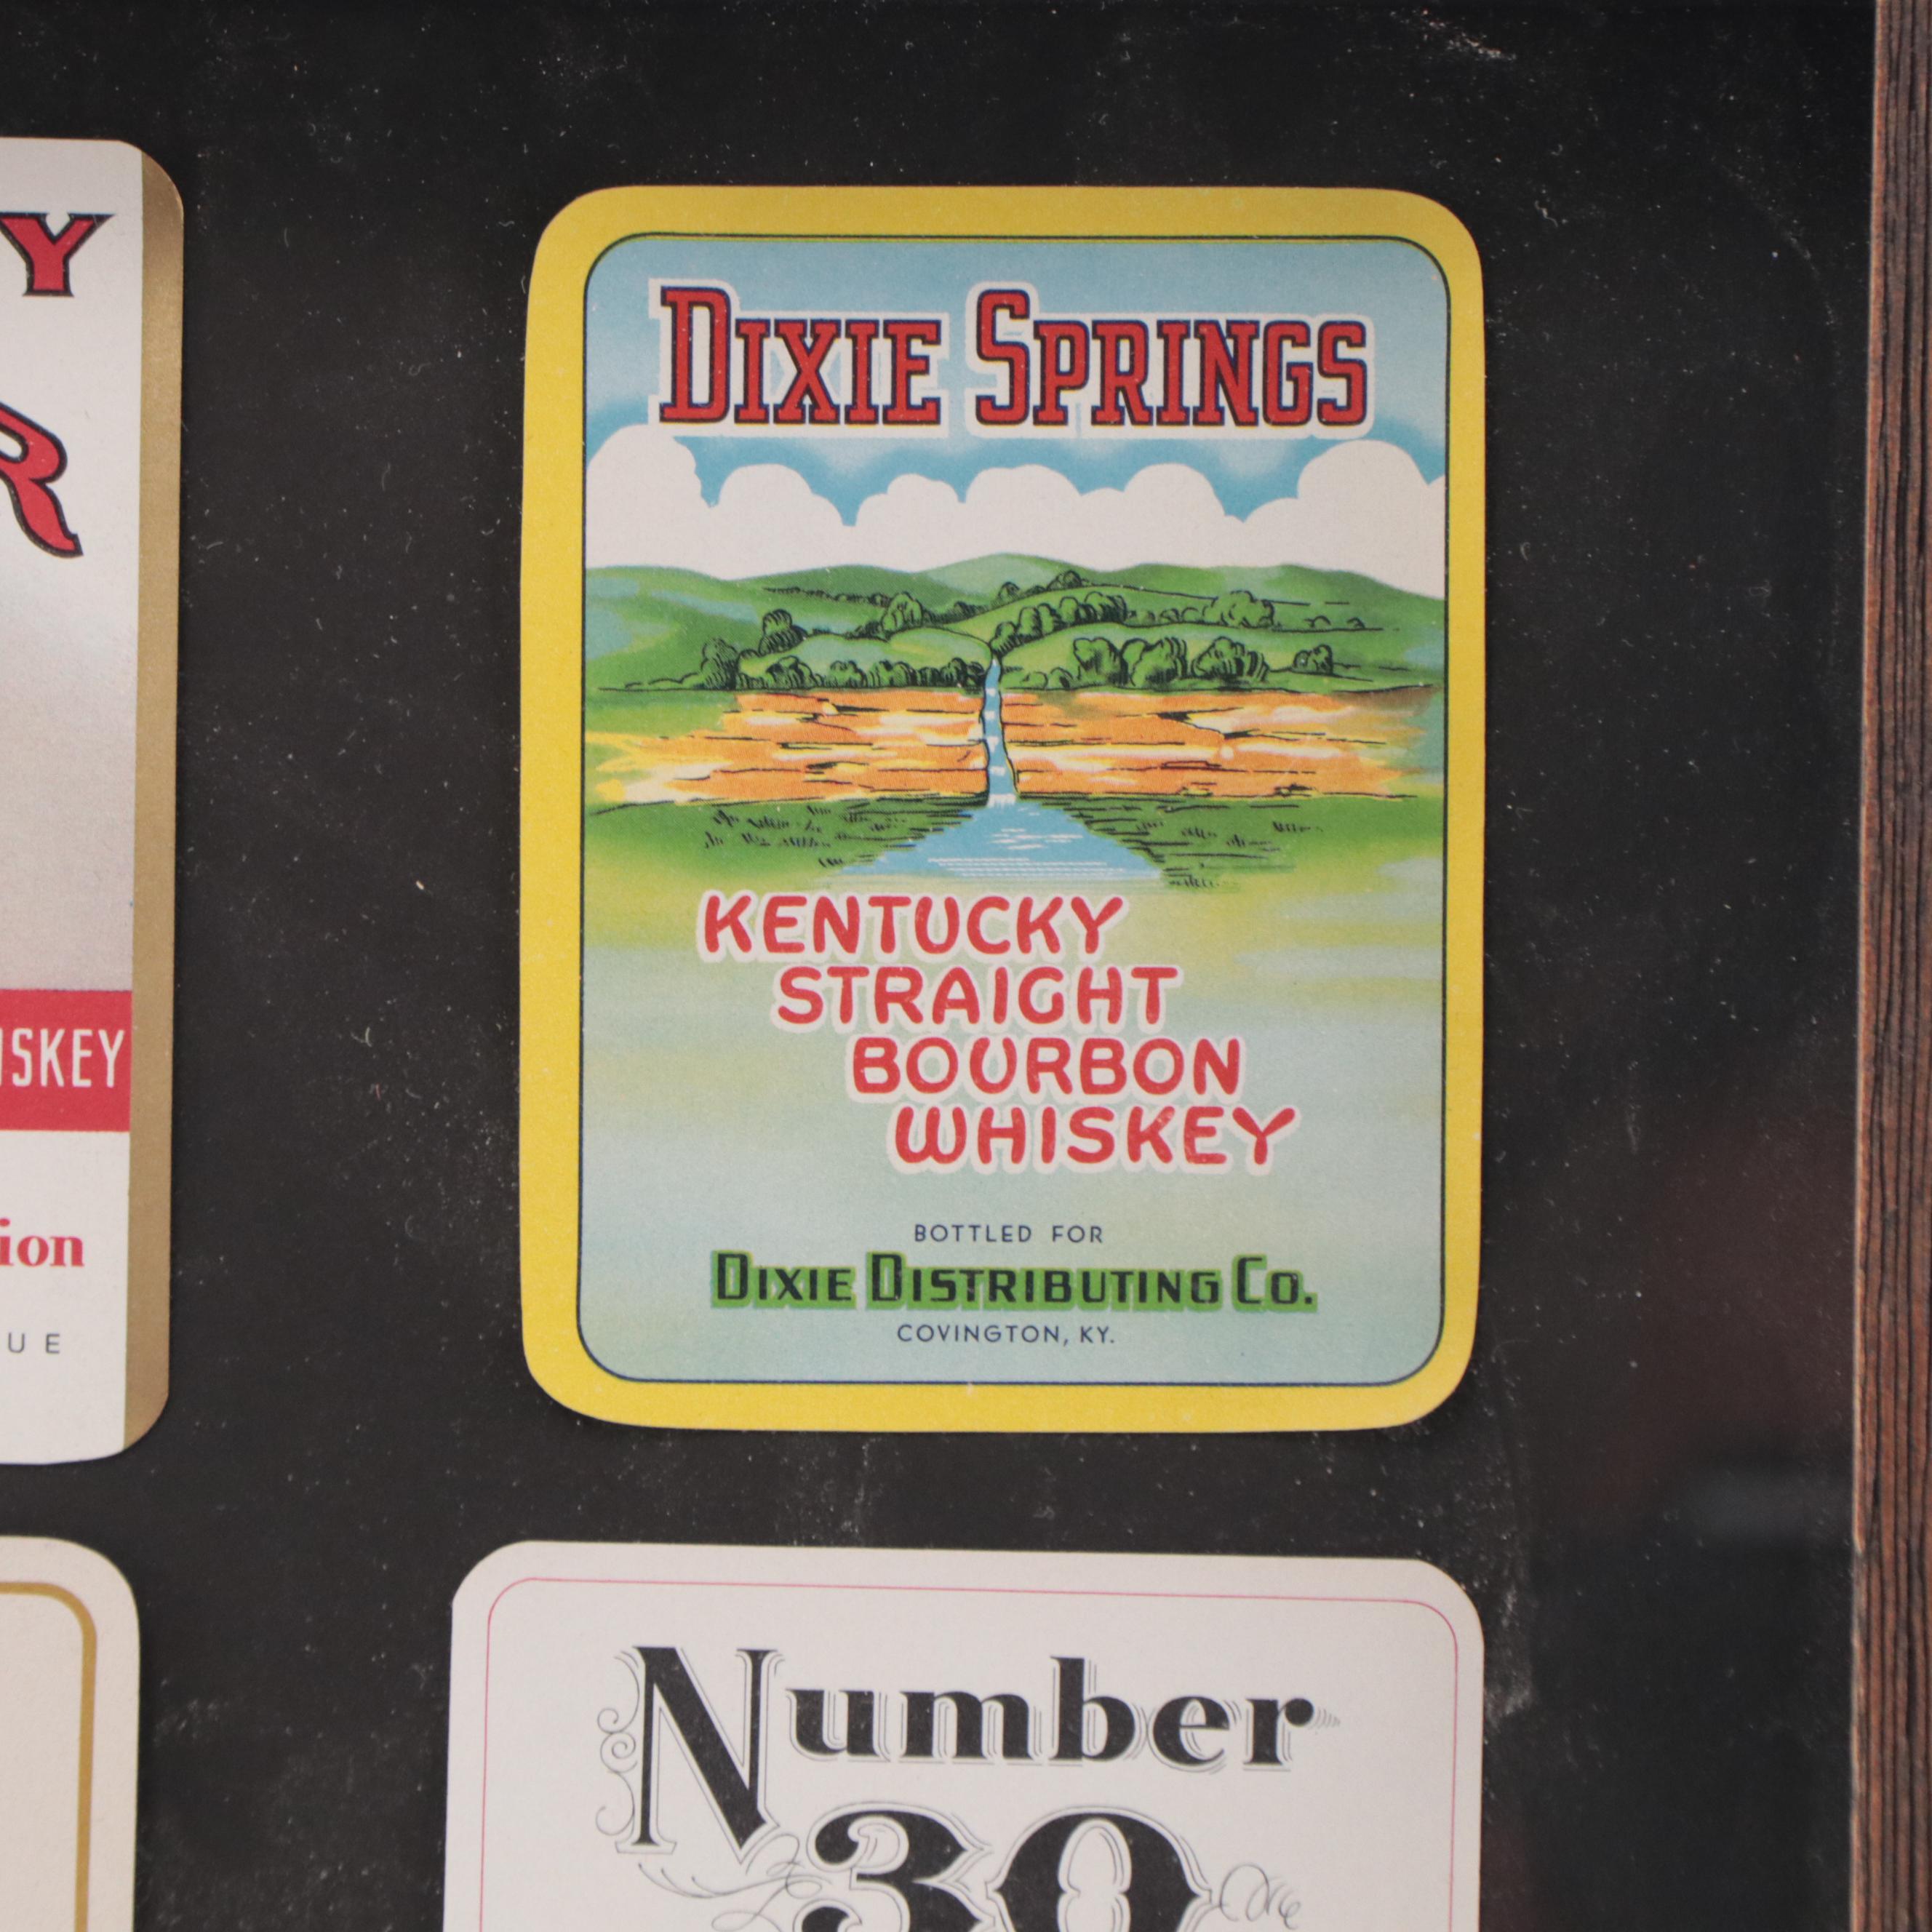 Y
R
ISKEY
ion
UE
DIXIE SPRINGS
KENTUCKY
STRAIGHT
BOURBON
WHISKEY
BOTTLED FOR
DIXIE DISTRIBUTING CO.
COVINGTON, KY.
Number
30